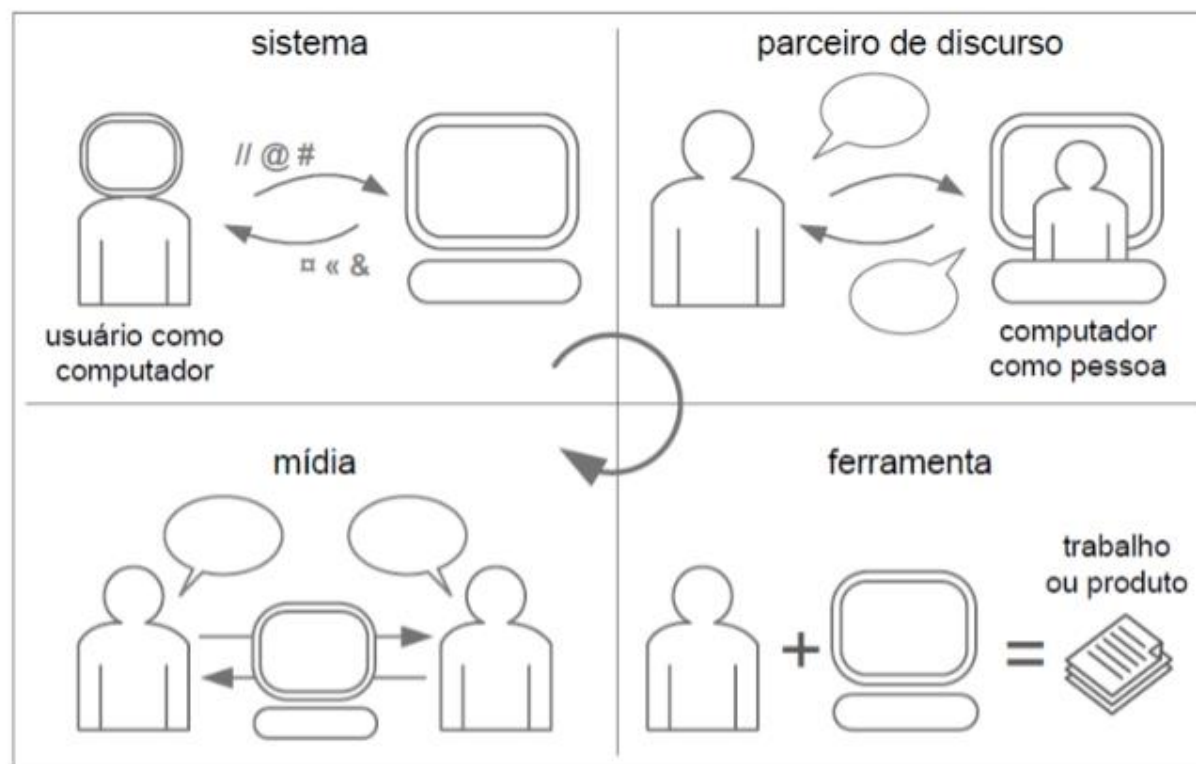 sistema
// @ #
¤ « &
usuário como
computador
parceiro de discurso
computador
como pessoa
mídia
ferramenta
+
=
trabalho
ou produto